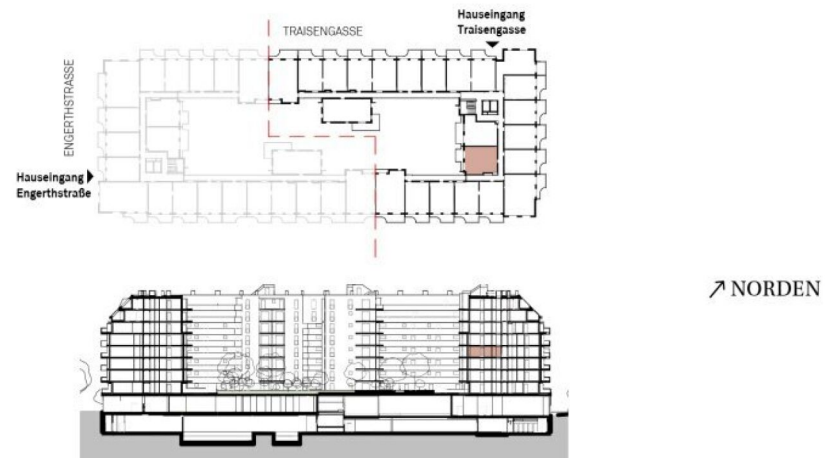 Hauseingang
Traisengasse
TRAISENGASSE
ENGERTHSTRASSE
Hauseingang
Engerthstraße
↗ NORDEN